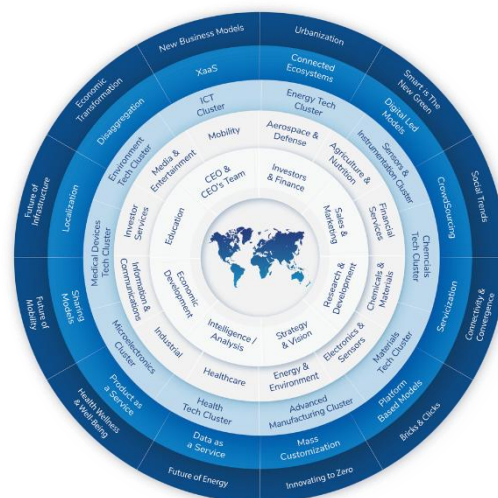 New Business Models
Urbanization
Smart is The
New Green
Social Trends
Connectivity &
Convergence
Bricks & Clicks
Innovating to Zero
Future of Energy
Health Wellness
& Well Being
Future of
Mobility
Future of
Infrastructure
Economic
Transformation
XaaS
Connected
Ecosystems
Digital Led
Models
CrowdSourcing
Servicization
Platform
Based Models
Mass
Customization
Data as
a Service
Product as
a Service
Sharing
Models
Localization
Disaggregation
ICT
Cluster
Energy Tech
Cluster
Sensors &
Instrumentation Cluster
Chemcials
Tech Cluster
Materials
Tech Cluster
Advanced
Manufacturing Cluster
Health
Tech Cluster
Microelectronics
Cluster
Medical Devices
Tech Cluster
Environment
Tech Cluster
Mobility
Aerospace &
Defense
Agriculture &
Nutrition
Financial
Services
Chemicals &
Materials
Electronics &
Sensors
Energy &
Environment
Healthcare
Industrial
Information &
Communications
Investor
Services
Media &
Entertainment
CEO &
CEO's Team
Investors
& Finance
Sales &
Marketing
Research &
Development
Strategy
& Vision
Intelligence /
Analysis
Economic
Development
Education